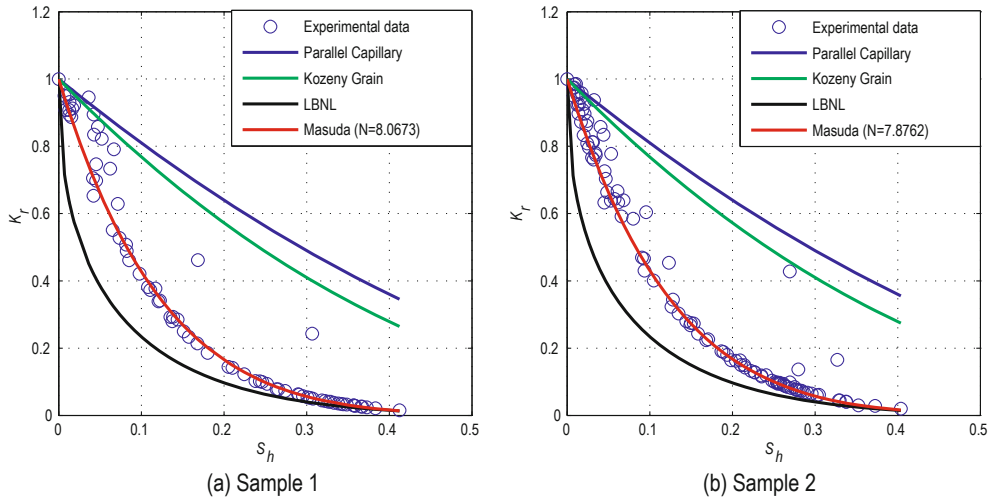 1.2
1
0.8
0.6
0.4
0.2
0
K_r
0
0.1
0.2
0.3
0.4
0.5
S_h
Experimental data
Parallel Capillary
Kozeny Grain
LBNL
Masuda (N=8.0673)
(a) Sample 1
1.2
1
0.8
0.6
0.4
0.2
0
K_r
0
0.1
0.2
0.3
0.4
0.5
S_h
Experimental data
Parallel Capillary
Kozeny Grain
LBNL
Masuda (N=7.8762)
(b) Sample 2